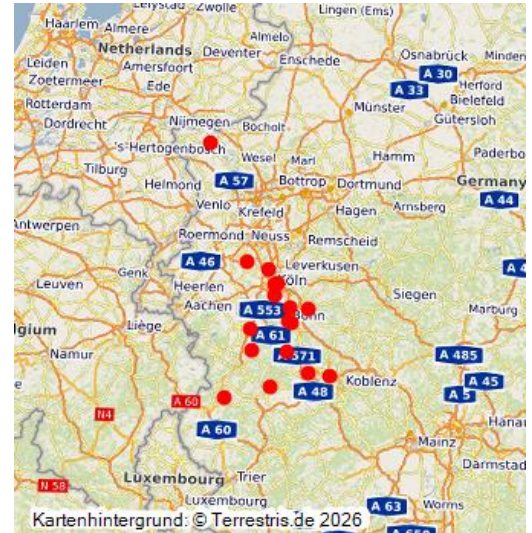 Lelystad Zwolle
Lingen (Ems)
Haarlem Almere
Almelo
Netherlands
Deventer
Osnabrück
Minden
Leiden
Amersfoort
Enschede
A 30
Zoetermeer
Ede
A 33
Herford
Rotterdam
Bielefeld
Nijmegen
Bocholt
Münster
Gütersloh
Dordrecht
's-Hertogenbosch
Wesel
Marl
Hamm
Paderbo
Tilburg
Helmond
A 57
Bottrop
Dortmund
Germany
Venlo
Krefeld
Hagen
Arnsberg
A 44
Antwerpen
Roermond
Neuss
Remscheid
A 46
Leverkusen
Genk
Heerlen
Köln
Siegen
Leuven
Aachen
A 553
Bonn
Marburg
lgium
Liège
A 61
Namur
A 571
A 485
A 48
Koblenz
A 45
N4
A 60
A 5
Hanau
A 60
Mainz
Luxembourg
Trier
Darmstad
N 58
Luxembourg
A 63
Worms
Kartenhintergrund: © Terrestris.de 2026